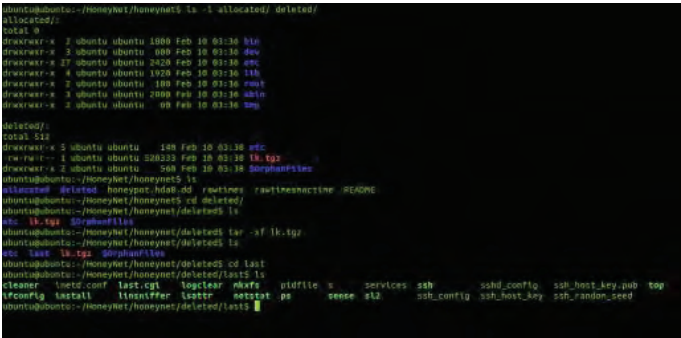 ubuntu@ubuntu:~/HoneyNet/honeynet$ ls -l allocated/ deleted/
allocated/:
total 0
drwxrwxr-x 2 ubuntu ubuntu 1800 Feb 10 03:36 bin
drwxrwxr-x 3 ubuntu ubuntu 600 Feb 10 03:36 dev
drwxrwxr-x 27 ubuntu ubuntu 2420 Feb 10 03:36 etc
drwxrwxr-x 4 ubuntu ubuntu 1920 Feb 10 03:36 lib
drwxrwxr-x 2 ubuntu ubuntu 180 Feb 10 03:36 root
drwxrwxr-x 3 ubuntu ubuntu 2000 Feb 10 03:36 sbin
drwxrwxr-x 2 ubuntu ubuntu 60 Feb 10 03:36 tmp
deleted/:
total 512
drwxrwxr-x 5 ubuntu ubuntu 140 Feb 10 03:38 etc
-rw-rw-r-- 1 ubuntu ubuntu 520333 Feb 10 03:38 lk.tgz
drwxrwxr-x 2 ubuntu ubuntu 560 Feb 10 03:38 $OrphanFiles
ubuntu@ubuntu:~/HoneyNet/honeynet$ ls
allocated deleted honeypot.hda8.dd rawtimes rawtimesmactime README
ubuntu@ubuntu:~/HoneyNet/honeynet$ cd deleted/
ubuntu@ubuntu:~/HoneyNet/honeynet/deleted$ ls
etc lk.tgz $OrphanFiles
ubuntu@ubuntu:~/HoneyNet/honeynet/deleted$ tar -xf lk.tgz
ubuntu@ubuntu:~/HoneyNet/honeynet/deleted$ ls
etc last lk.tgz $OrphanFiles
ubuntu@ubuntu:~/HoneyNet/honeynet/deleted$ cd last
ubuntu@ubuntu:~/HoneyNet/honeynet/deleted/last$ ls
cleaner inetd.conf last.cgi logclear mkxfs pidfile s services ssh sshd_config ssh_host_key.pub top
ifconfig install linsniffer lsattr netstat ps sense sl2 ssh_config ssh_host_key ssh_random_seed
ubuntu@ubuntu:~/HoneyNet/honeynet/deleted/last$